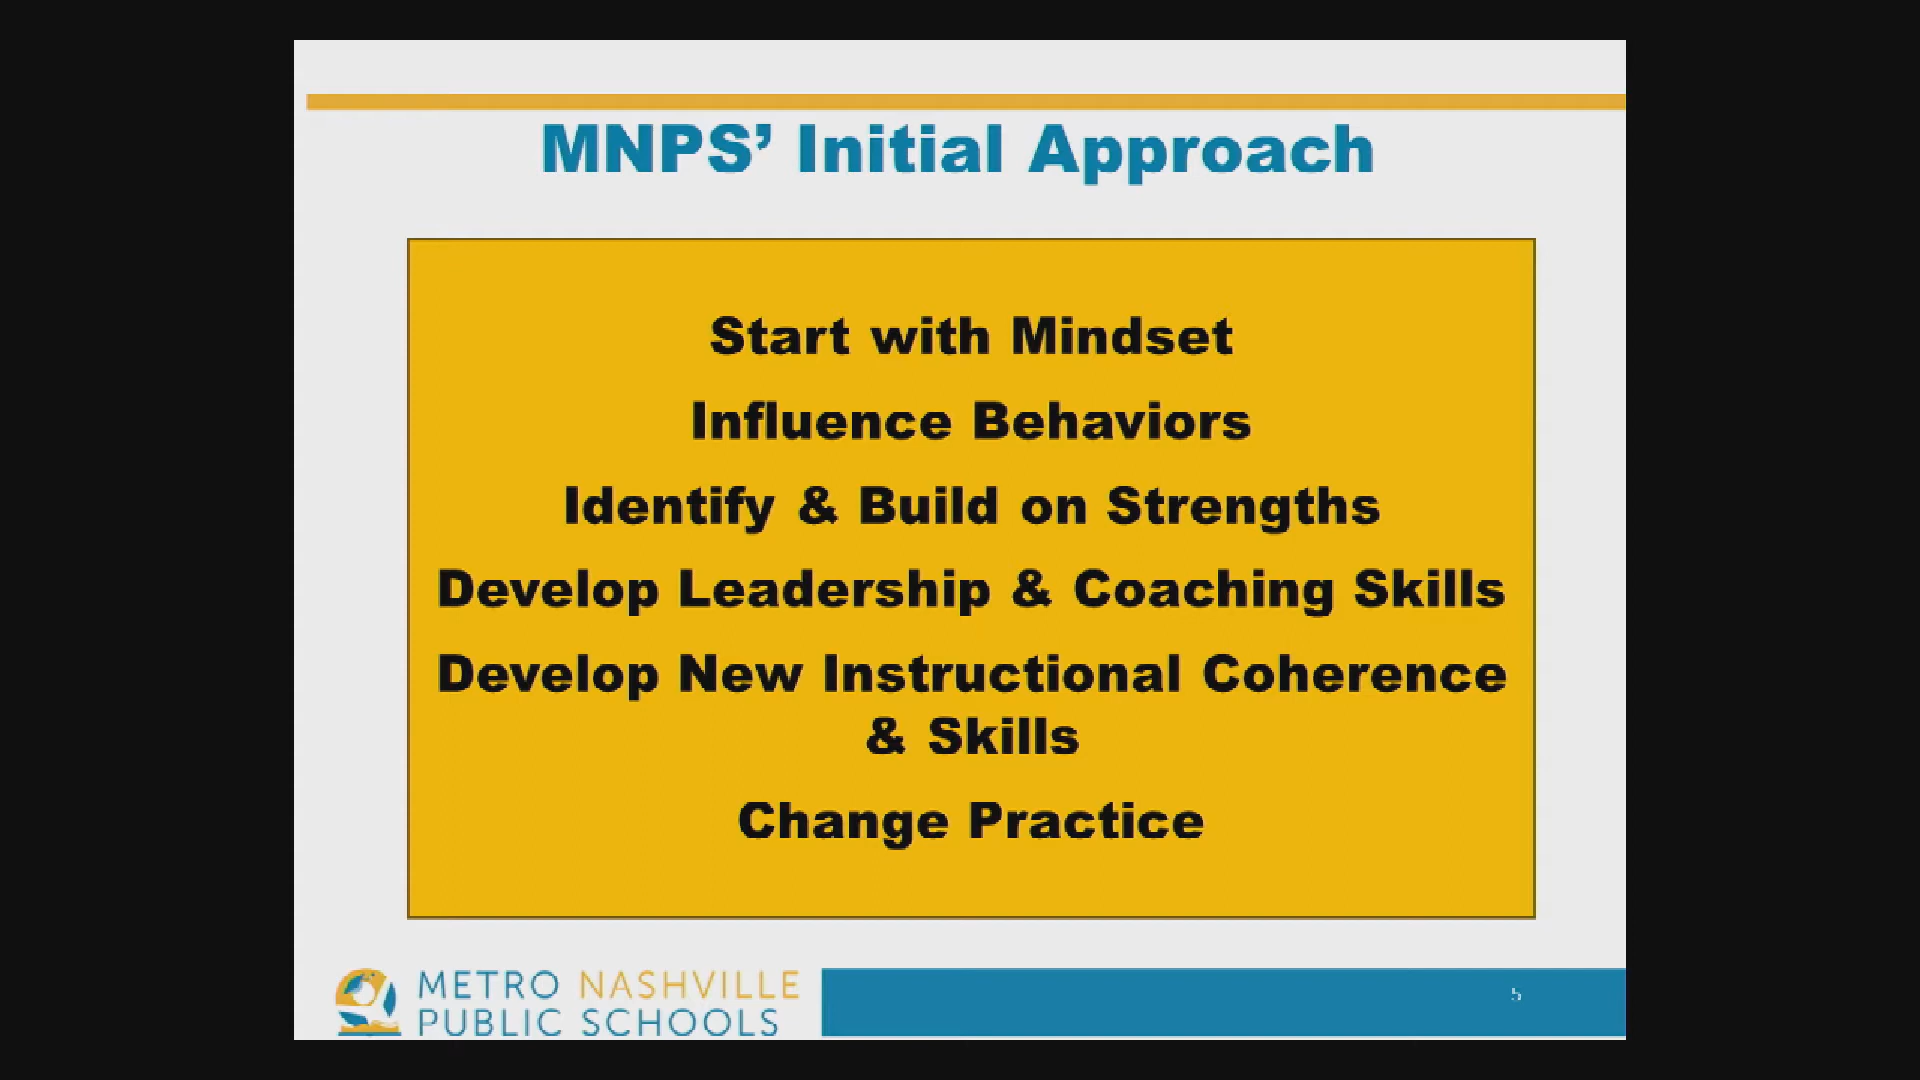 MNPS’ Initial Approach
Start with Mindset
Influence Behaviors
Identify & Build on Strengths
Develop Leadership & Coaching Skills
Develop New Instructional Coherence
& Skills
Change Practice
METRO NASHVILLE
PUBLIC SCHOOLS
5